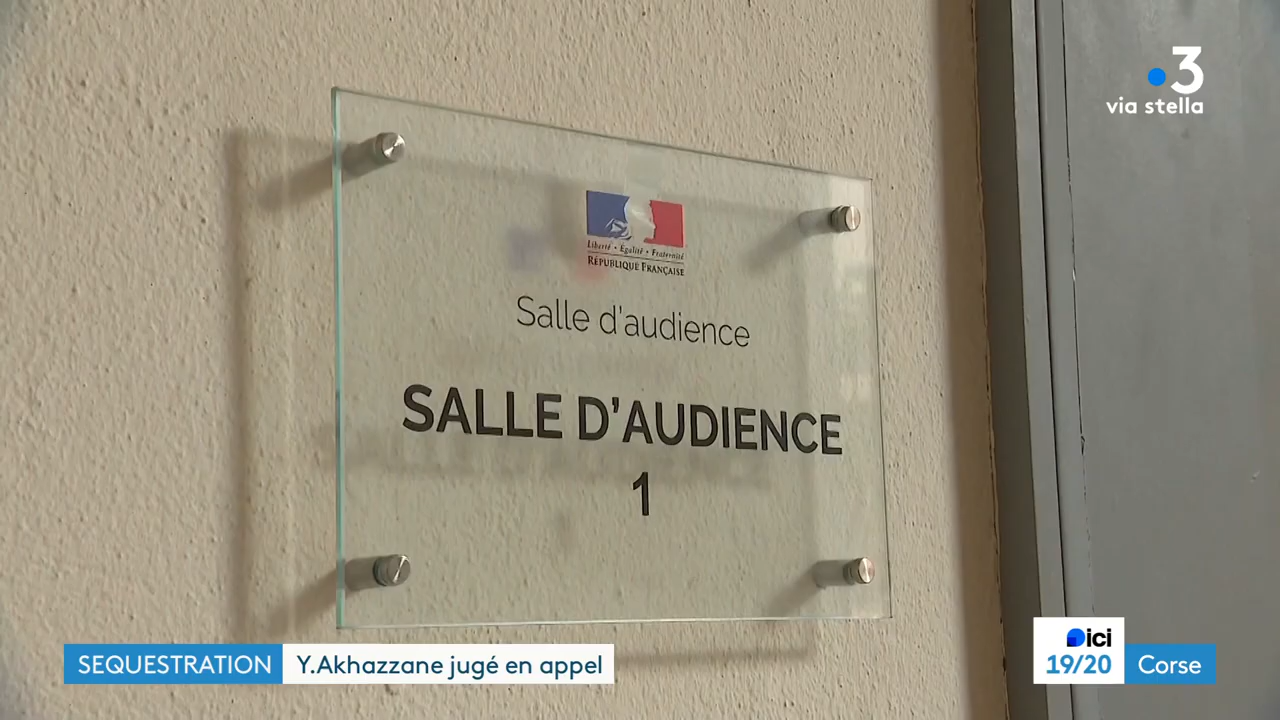 3
via stella
Liberté • Égalité • Fraternité
RÉPUBLIQUE FRANÇAISE
Salle d'audience
SALLE D'AUDIENCE
1
SEQUESTRATION Y.Akhazzane jugé en appel
ici
19/20 Corse